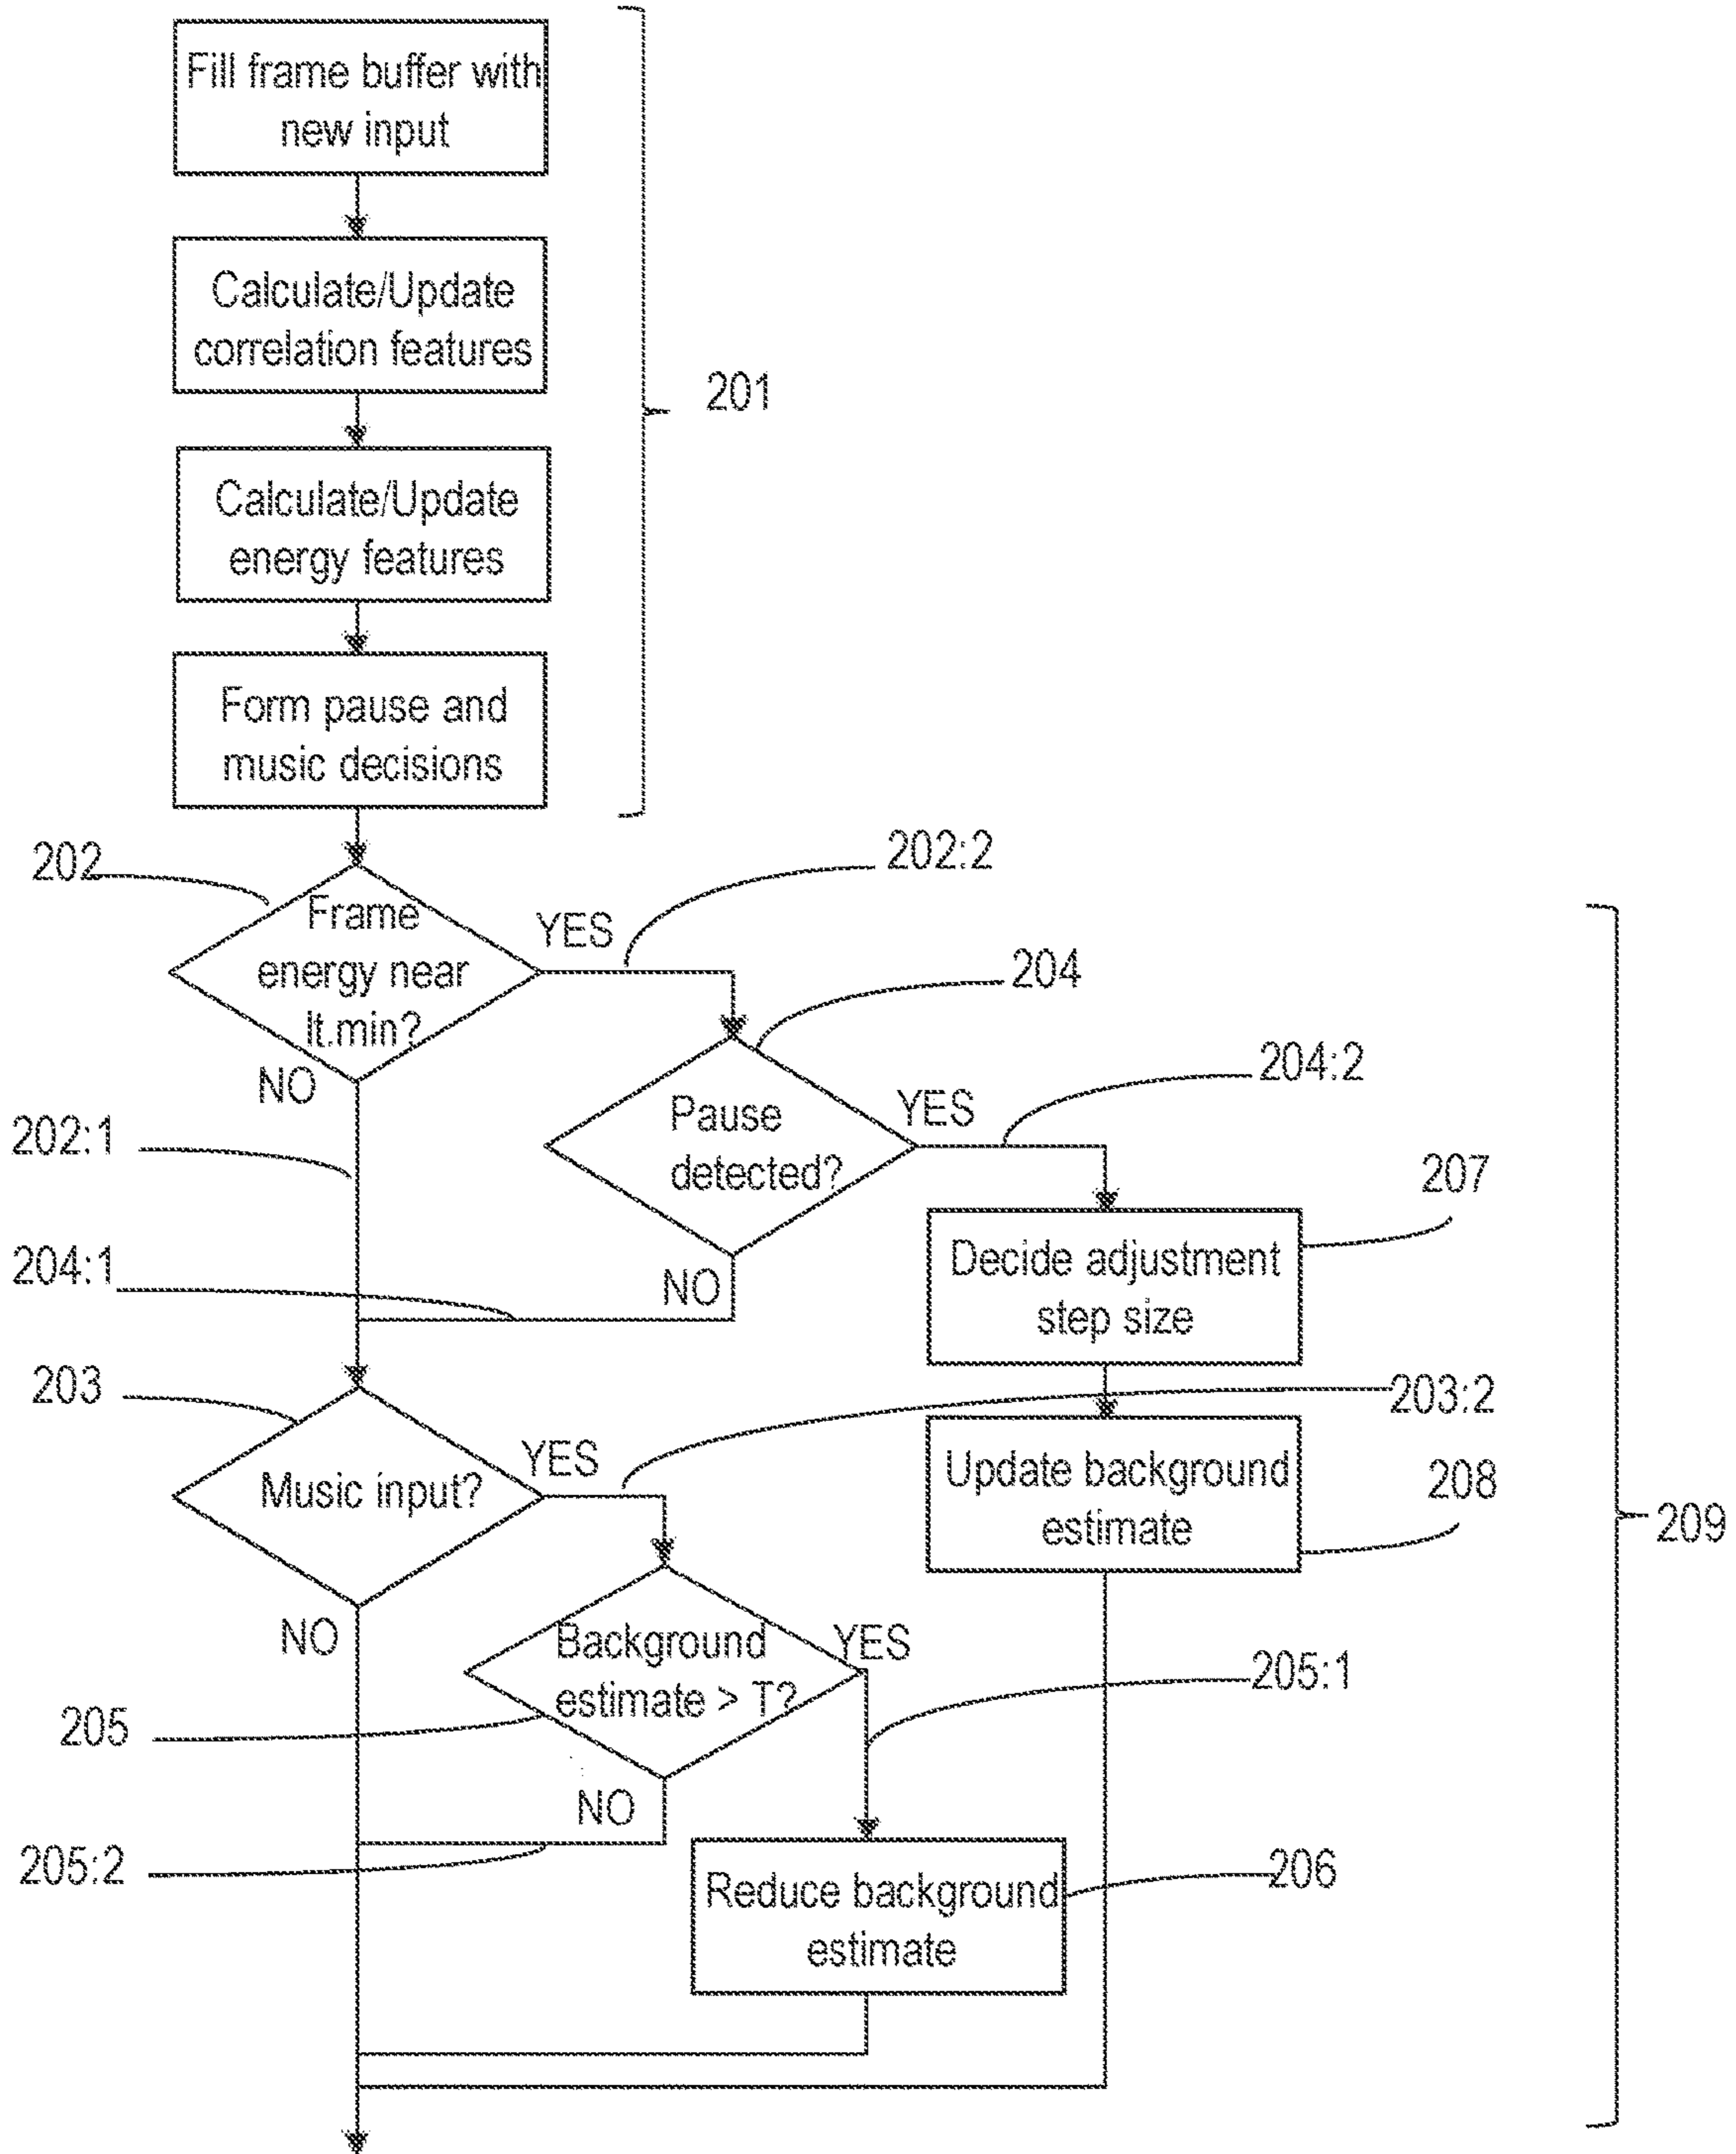 Fill frame buffer with
new input
Calculate/Update
correlation features
201
Calculate/Update
energy features
Form pause and
music decisions
202
202:2
Frame
energy near
lt.min?
YES
NO
204
204:2
Pause
detected?
YES
NO
202:1
204:1
207
Decide adjustment
step size
203
203:2
Music input?
YES
NO
Update background
estimate
208
209
Background
estimate > T?
YES
NO
205:1
205
205:2
Reduce background
estimate
206